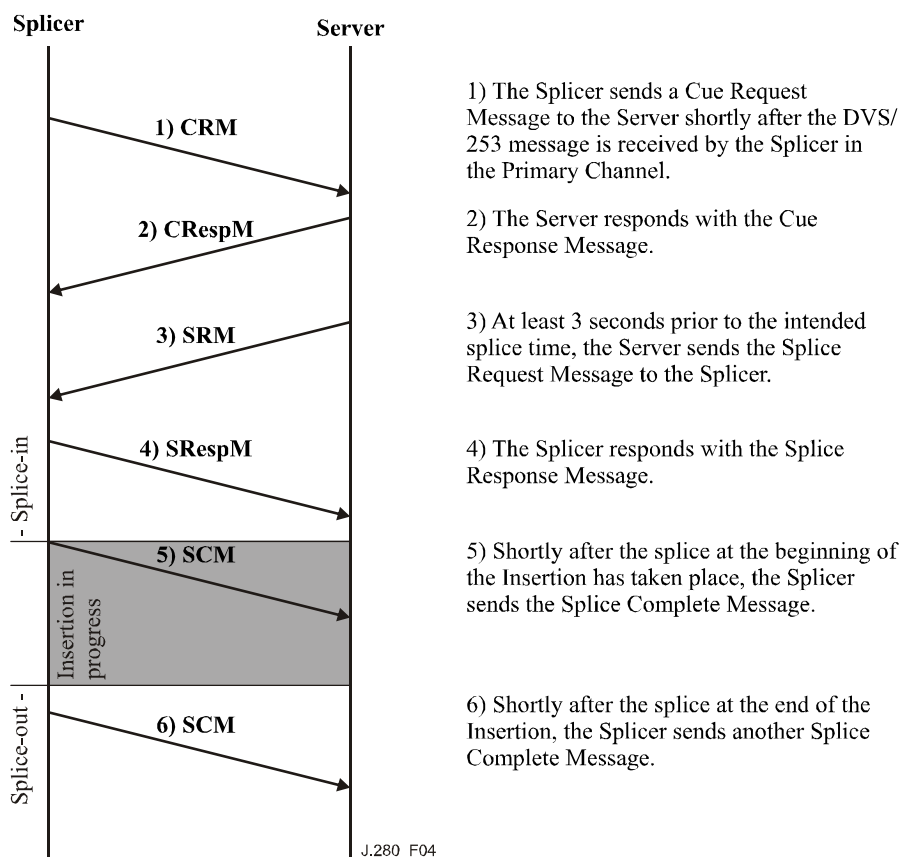 Splicer
Server
1) CRM
1) The Splicer sends a Cue Request
Message to the Server shortly after the DVS/
253 message is received by the Splicer in
the Primary Channel.
2) CRespM
2) The Server responds with the Cue
Response Message.
3) SRM
3) At least 3 seconds prior to the intended
splice time, the Server sends the Splice
Request Message to the Splicer.
- Splice-in
4) SRespM
4) The Splicer responds with the Splice
Response Message.
Insertion in
progress
5) SCM
5) Shortly after the splice at the beginning of
the Insertion has taken place, the Splicer
sends the Splice Complete Message.
Splice-out -
6) SCM
6) Shortly after the splice at the end of the
Insertion, the Splicer sends another Splice
Complete Message.
J.280_F04